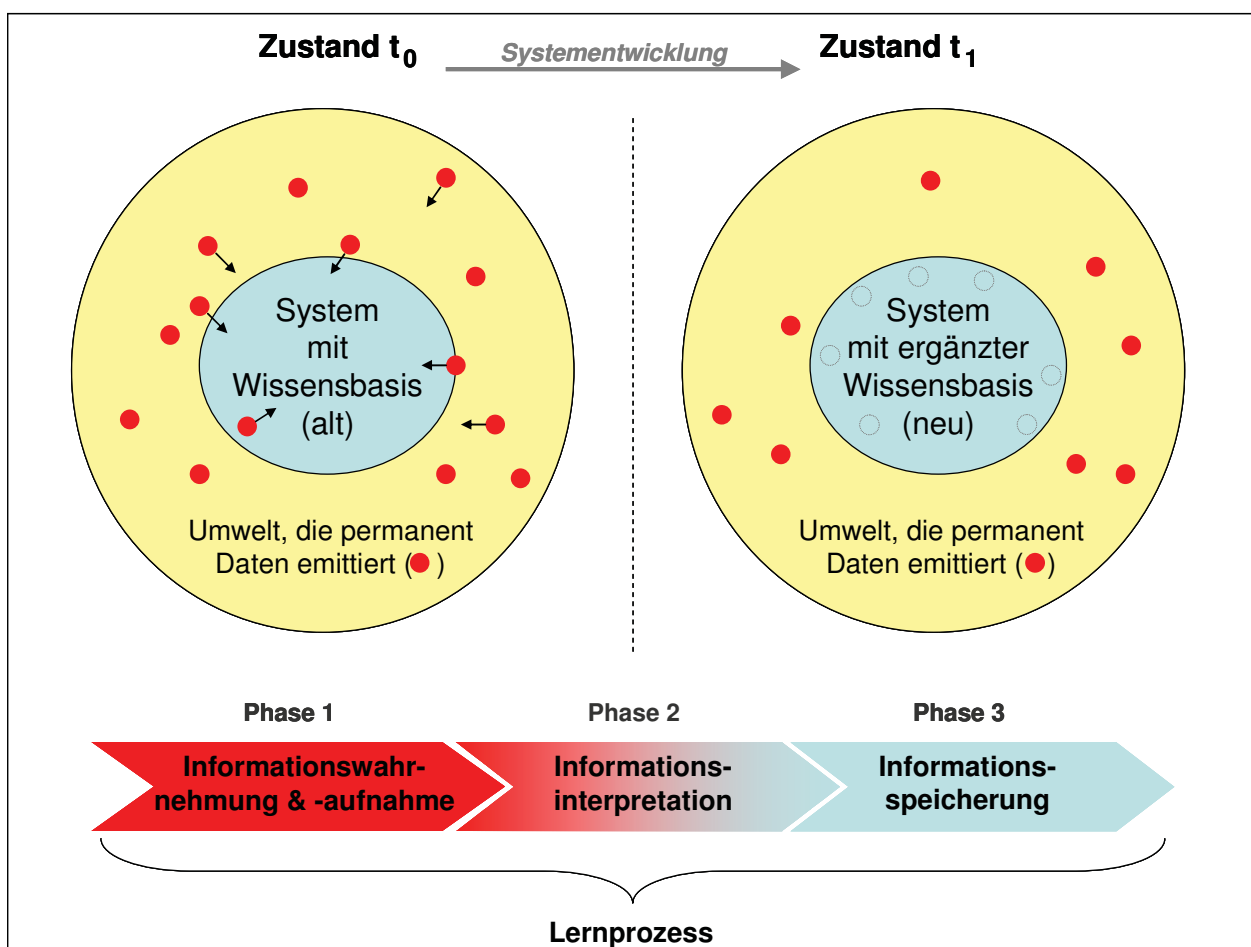 Zustand t0
Systementwicklung
Zustand t1
System
mit
Wissensbasis
(alt)
Umwelt, die permanent
Daten emittiert ( )
System
mit ergänzter
Wissensbasis
(neu)
Umwelt, die permanent
Daten emittiert ( )
Phase 1
Phase 2
Phase 3
Informationswahr-
nehmung & -aufnahme
Informations-
interpretation
Informations-
speicherung
Lernprozess